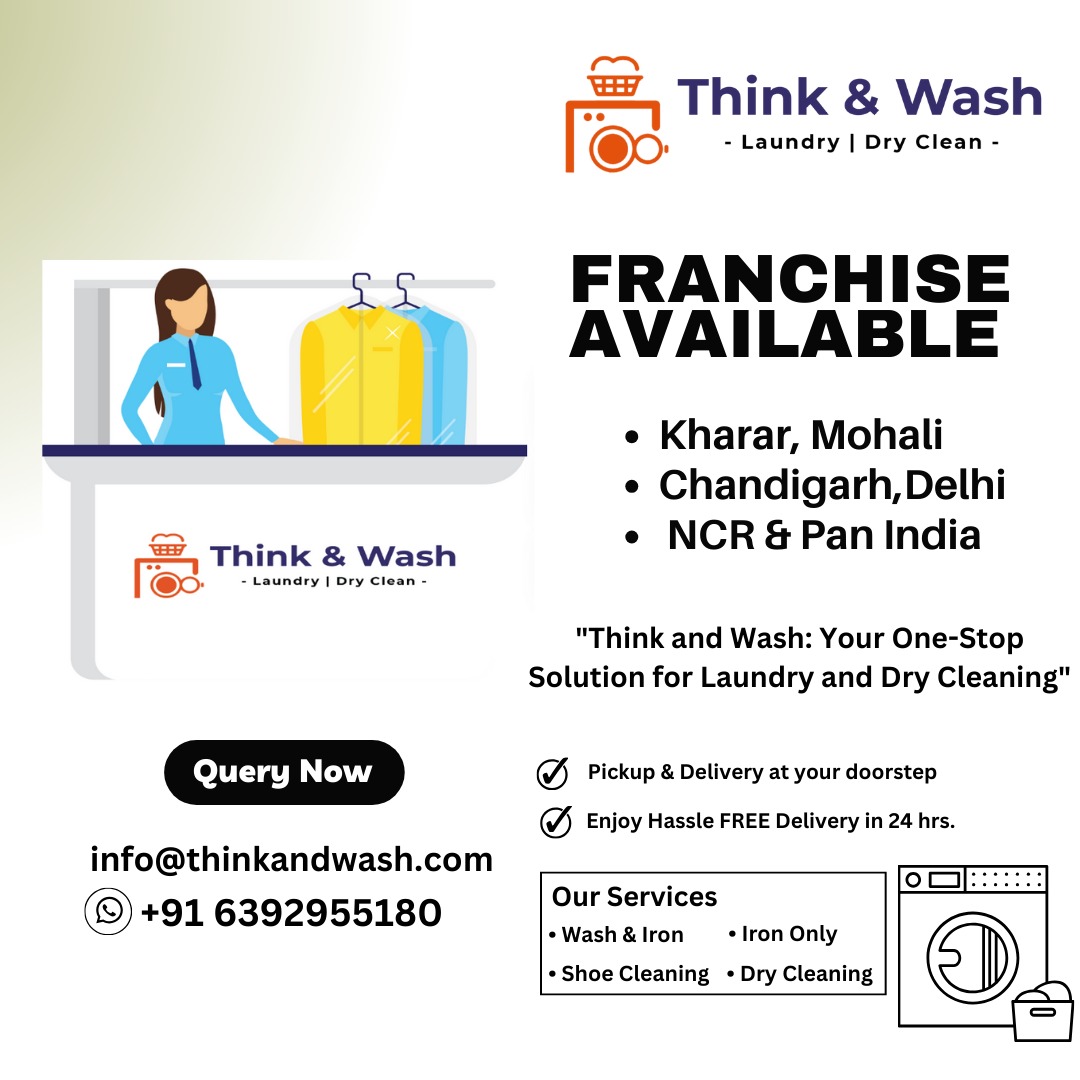 Think & Wash
- Laundry | Dry Clean -
FRANCHISE
AVAILABLE
• Kharar, Mohali
• Chandigarh,Delhi
• NCR & Pan India
Think & Wash
- Laundry | Dry Clean -
"Think and Wash: Your One-Stop
Solution for Laundry and Dry Cleaning"
Query Now
info@thinkandwash.com
+91 6392955180
Pickup & Delivery at your doorstep
Enjoy Hassle FREE Delivery in 24 hrs.
Our Services
• Wash & Iron • Iron Only
• Shoe Cleaning • Dry Cleaning